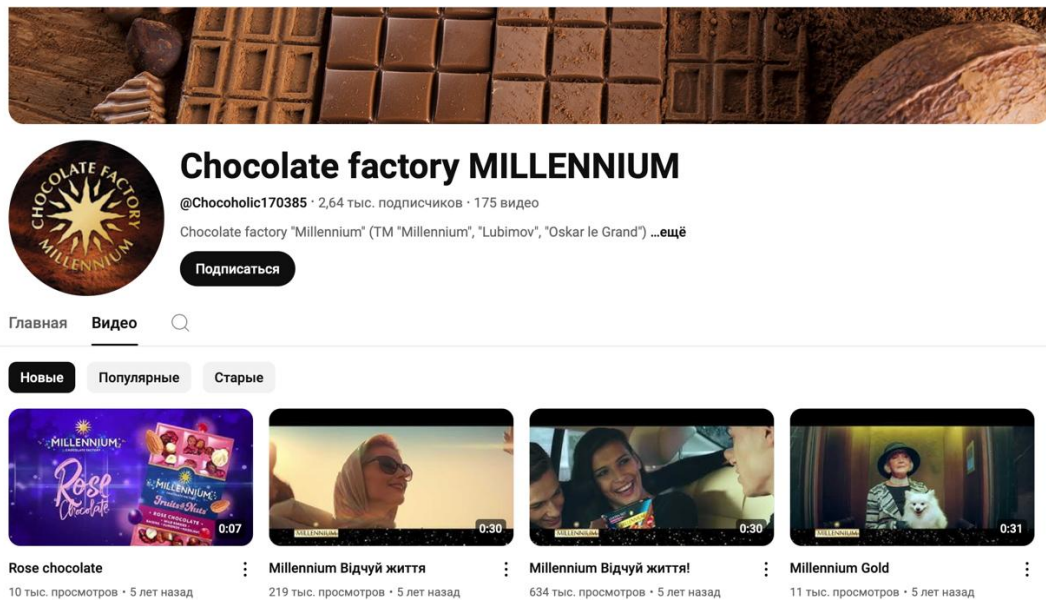 CHOCOLATE FACTORY
MILLENNIUM
Chocolate factory MILLENNIUM
@Chocoholic170385 · 2,64 тыс. подписчиков · 175 видео
Chocolate factory "Millennium" (TM "Millennium", "Lubimov", "Oskar le Grand") ...ещё
Подписаться
Главная Видео
Новые Популярные Старые
MILLENNIUM
Rose
Chocolate
MILLENNIUM
Fruits&Nuts
ROSE CHOCOLATE
0:07
MILLENNIUM
0:30
MILLENNIUM
0:30
MILLENNIUM
0:31
Rose chocolate
10 тыс. просмотров • 5 лет назад
Millennium Відчуй життя
219 тыс. просмотров • 5 лет назад
Millennium Відчуй життя!
634 тыс. просмотров • 5 лет назад
Millennium Gold
11 тыс. просмотров • 5 лет назад